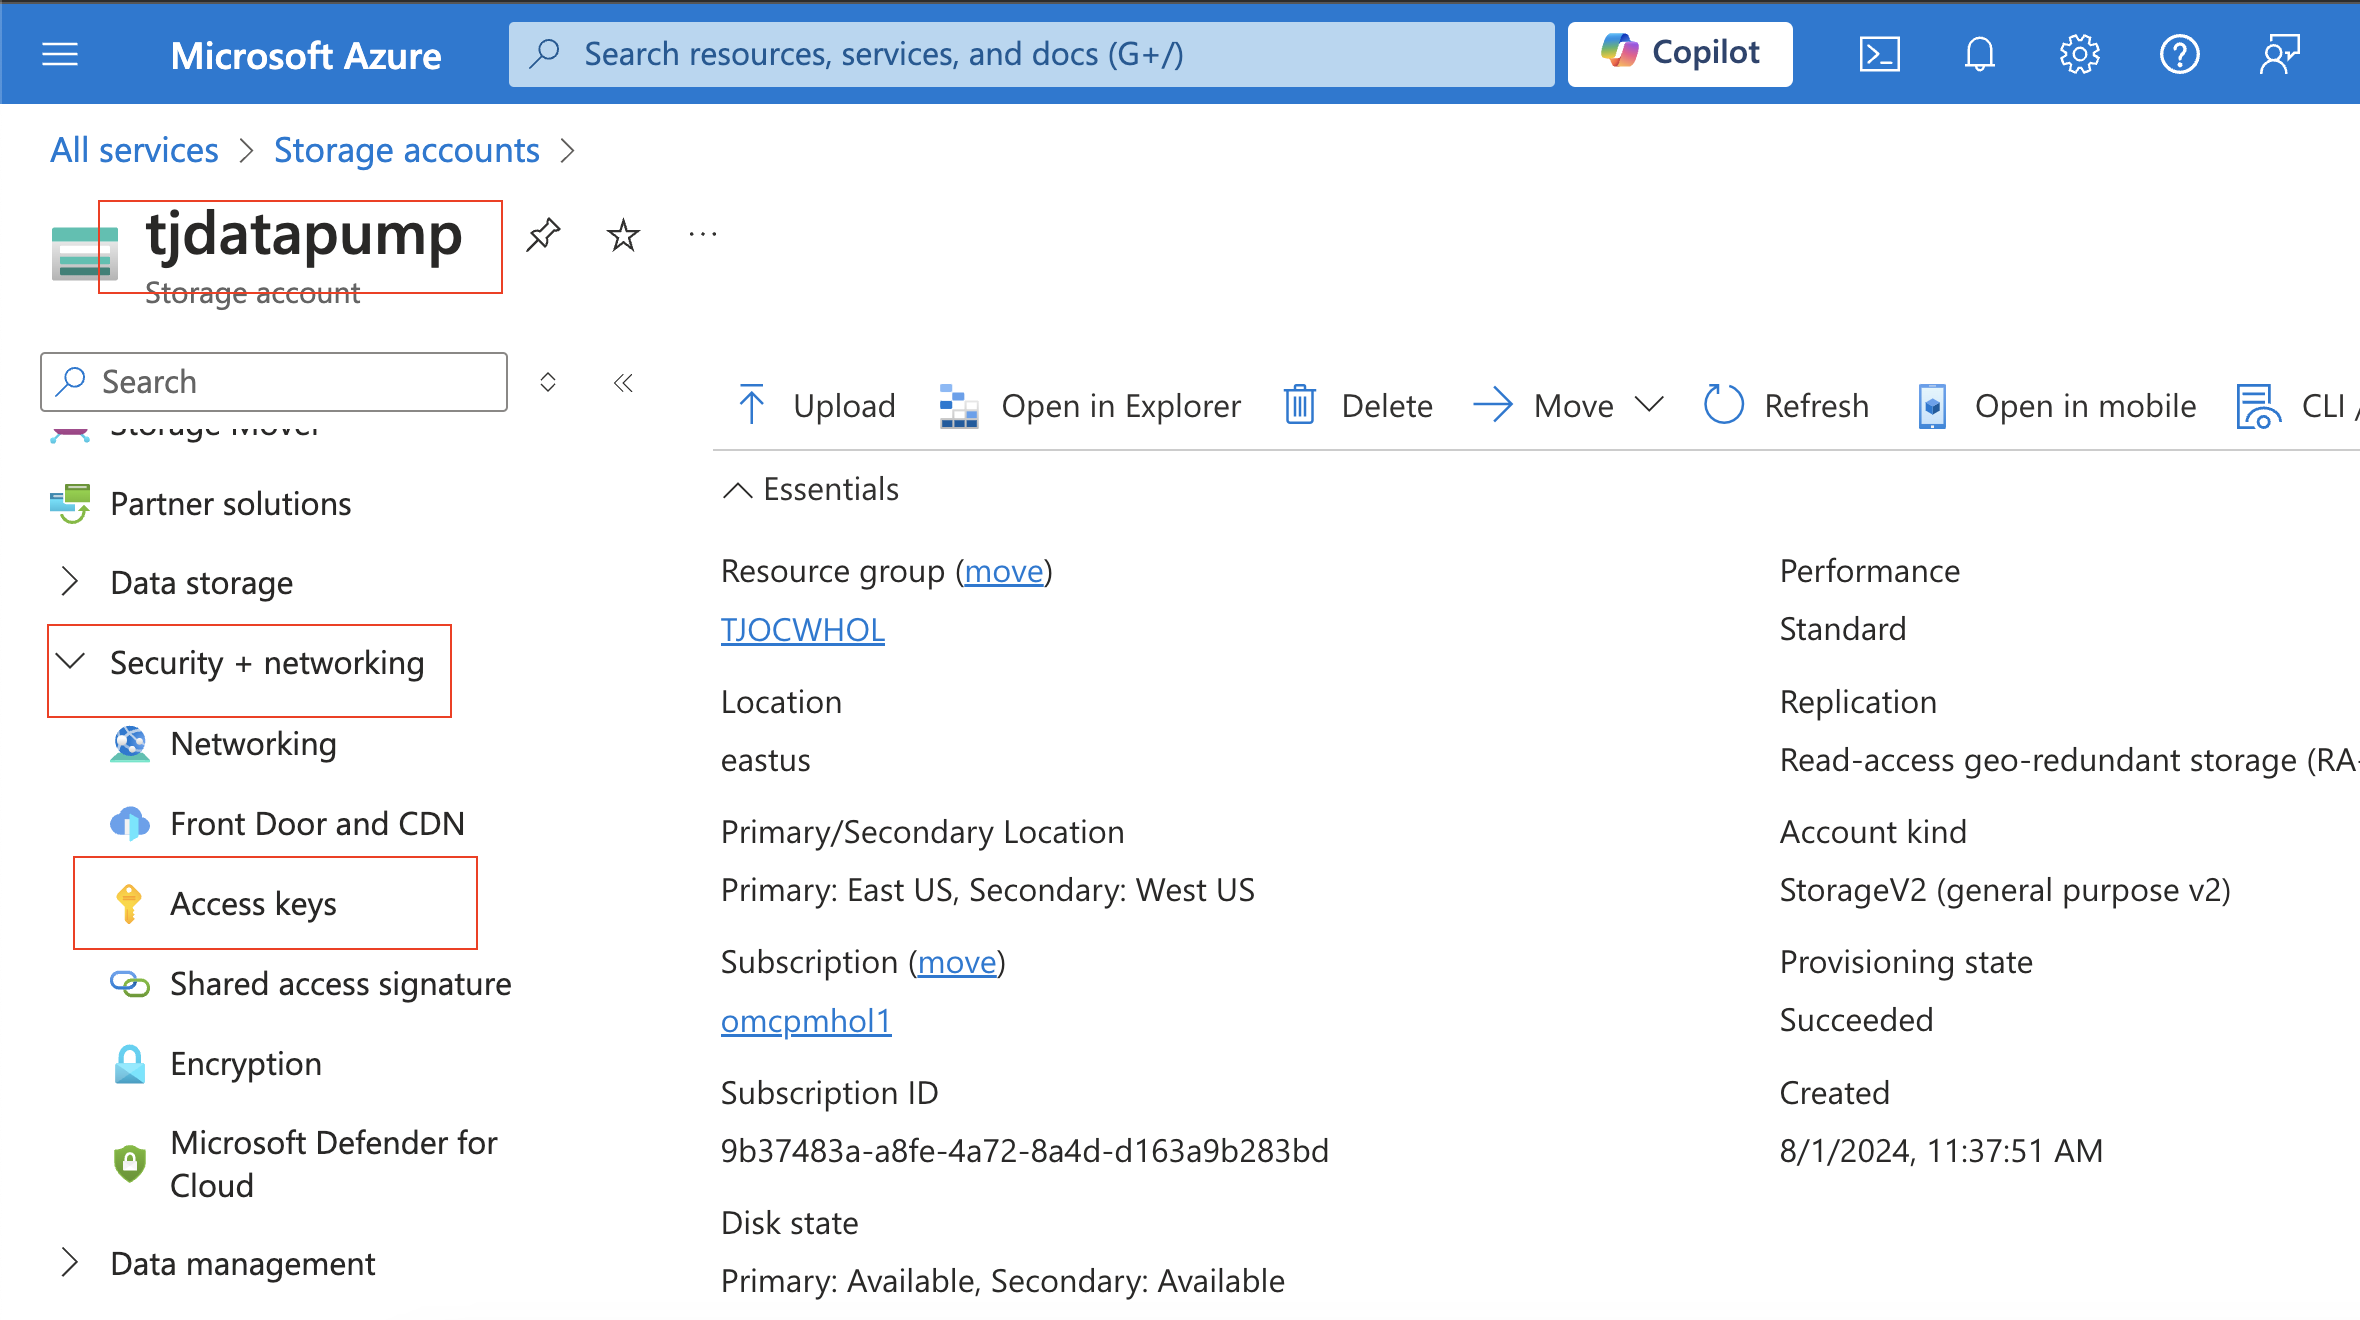 Microsoft Azure
Search resources, services, and docs (G+/)
Copilot
All services
Storage accounts
tjdatapump
Storage account
Search
Upload
Open in Explorer
Delete
Move
Refresh
Open in mobile
CLI /
Storage Mover
Partner solutions
Data storage
Security + networking
Networking
Front Door and CDN
Access keys
Shared access signature
Encryption
Microsoft Defender for
Cloud
Data management
Essentials
Resource group (move)
TJOCWHOL
Location
eastus
Primary/Secondary Location
Primary: East US, Secondary: West US
Subscription (move)
omcpmhol1
Subscription ID
9b37483a-a8fe-4a72-8a4d-d163a9b283bd
Disk state
Primary: Available, Secondary: Available
Performance
Standard
Replication
Read-access geo-redundant storage (RA-
Account kind
StorageV2 (general purpose v2)
Provisioning state
Succeeded
Created
8/1/2024, 11:37:51 AM